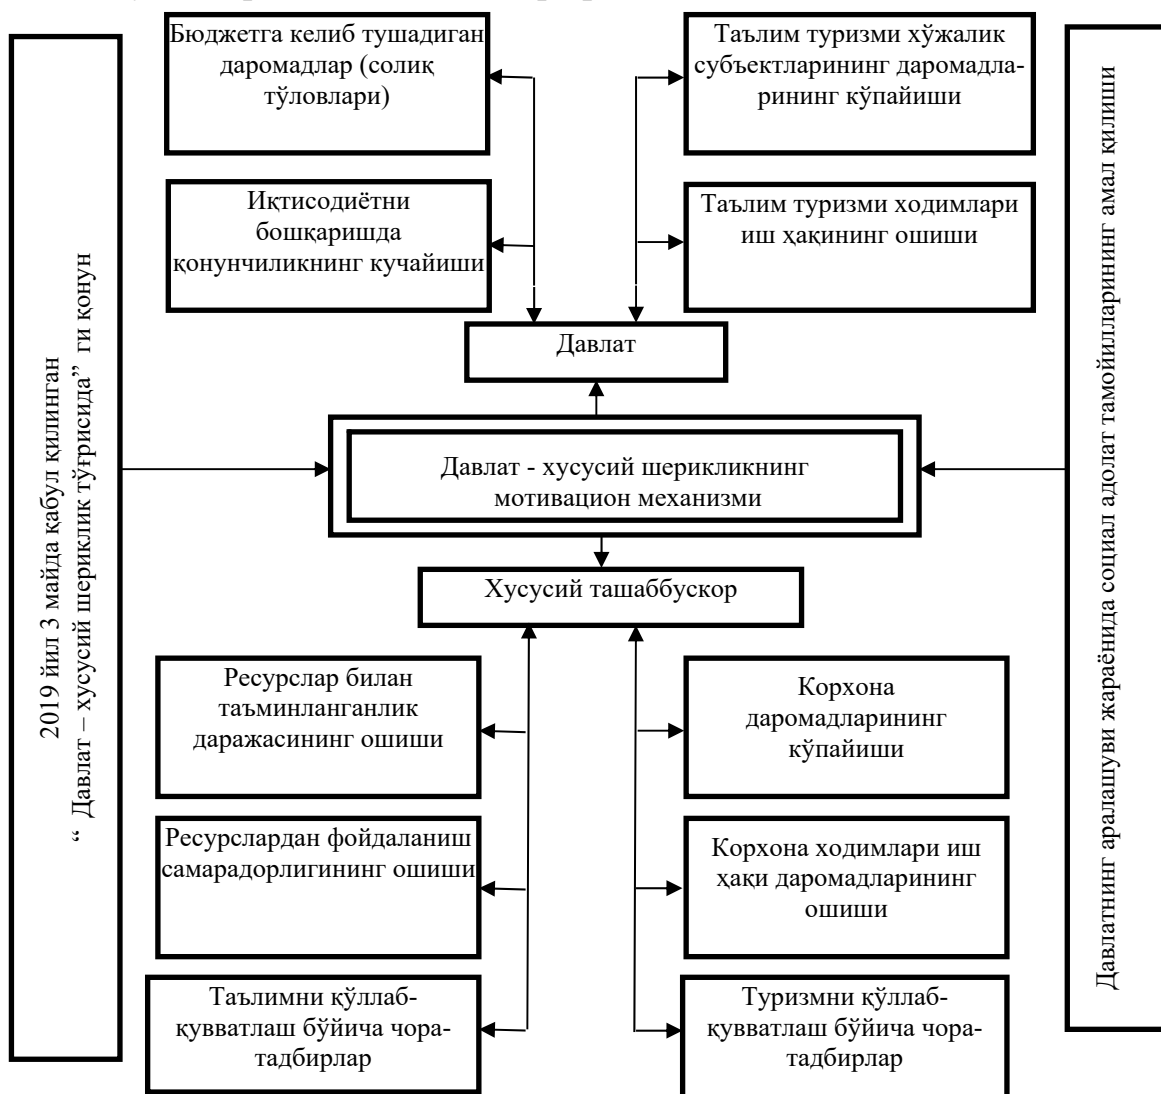 Бюджетга келиб тушадиган
даромадлар (солиқ
тўловлари)
Таълим туризми хўжалик
субъектларининг даромадла-
рининг кўпайиши
Иқтисодиётни
бошқаришда
қонунчиликнинг кучайиши
Таълим туризми ходимлари
иш ҳақининг ошиши
Давлат
2019 йил 3 майда қабул қилинган
“ Давлат – хусусий шериклик тўғрисида” ги қонун
Давлат - хусусий шерикликнинг
мотивацион механизми
Давлатнинг аралашуви жараёнида социал адолат тамойилларининг амал қилиши
Хусусий ташаббускор
Ресурслар билан
таъминланганлик
даражасининг ошиши
Корхона
даромадларининг
кўпайиши
Ресурслардан фойдаланиш
самарадорлигининг ошиши
Корхона ходимлари иш
ҳақи даромадларининг
ошиши
Таълимни қўллаб-
қувватлаш бўйича чора-
тадбирлар
Туризмни қўллаб-
қувватлаш бўйича чора-
тадбирлар